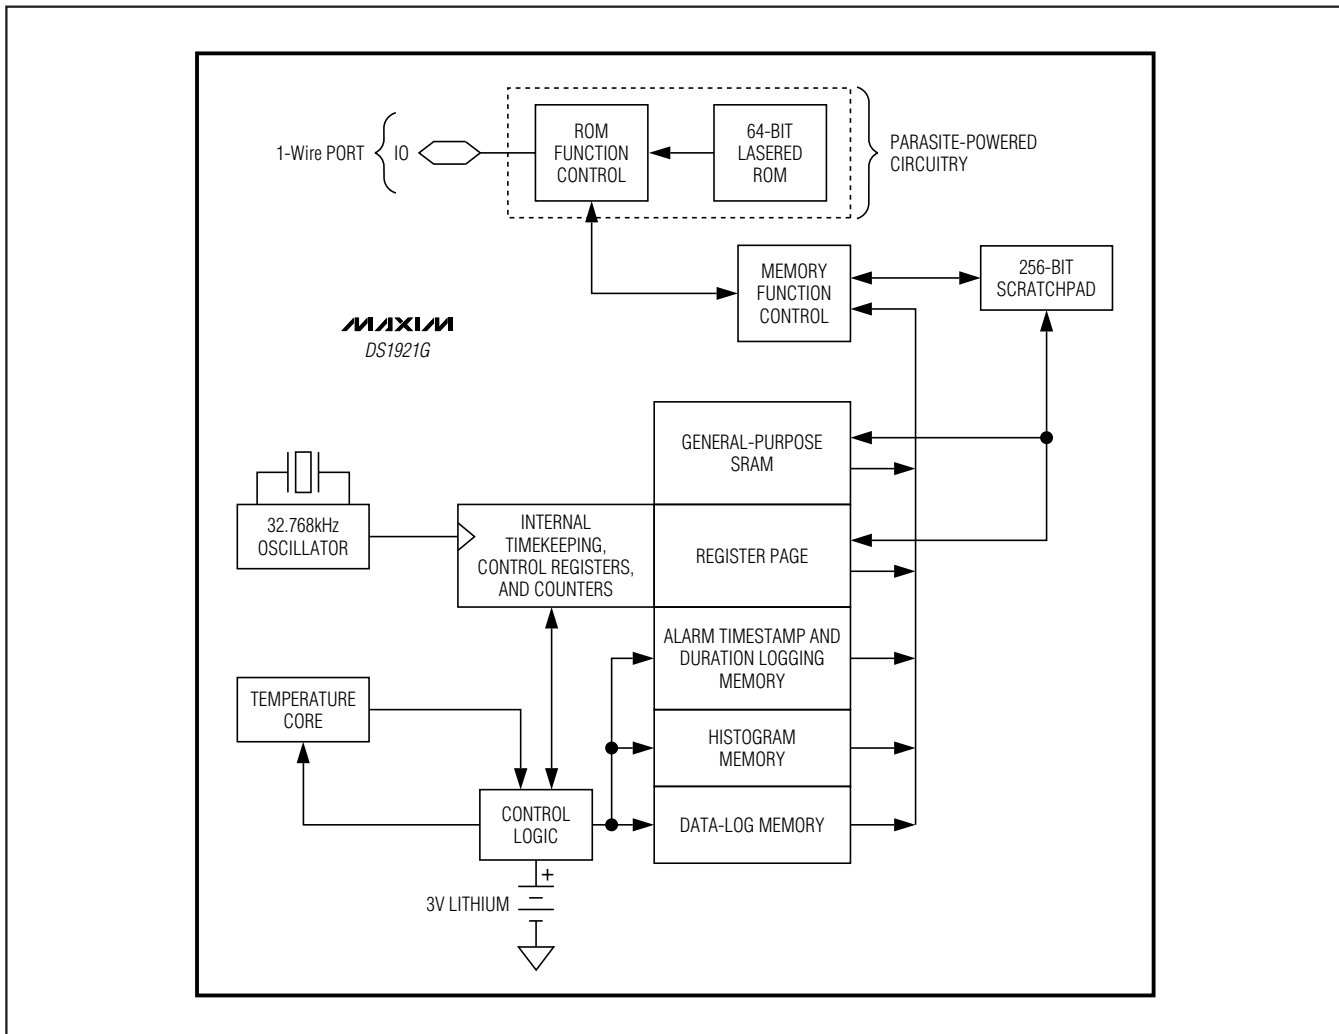 1-Wire PORT
IO
ROM
FUNCTION
CONTROL
64-BIT
LASERED
ROM
PARASITE-POWERED
CIRCUITRY
MEMORY
FUNCTION
CONTROL
256-BIT
SCRATCHPAD
MAXIM
DS1921G
GENERAL-PURPOSE
SRAM
32.768kHz
OSCILLATOR
INTERNAL
TIMEKEEPING,
CONTROL REGISTERS,
AND COUNTERS
REGISTER PAGE
ALARM TIMESTAMP AND
DURATION LOGGING
MEMORY
TEMPERATURE
CORE
HISTOGRAM
MEMORY
CONTROL
LOGIC
DATA-LOG MEMORY
+
3V LITHIUM